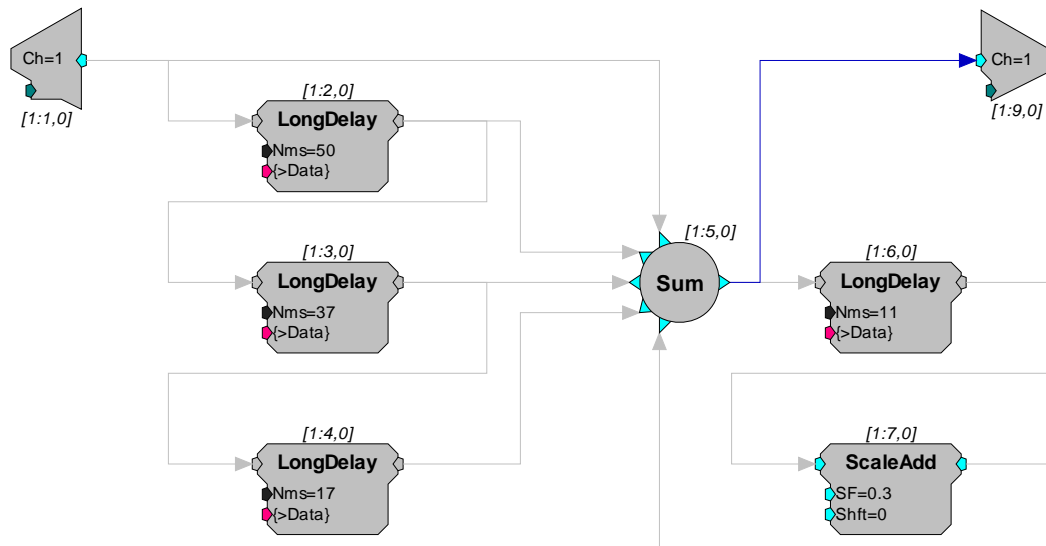 Ch=1
[1:1,0]
[1:2,0]
LongDelay
Nms=50
{>Data}
[1:3,0]
LongDelay
Nms=37
{>Data}
[1:4,0]
LongDelay
Nms=17
{>Data}
[1:5,0]
Sum
[1:6,0]
LongDelay
Nms=11
{>Data}
[1:7,0]
ScaleAdd
SF=0.3
Shft=0
Ch=1
[1:9,0]